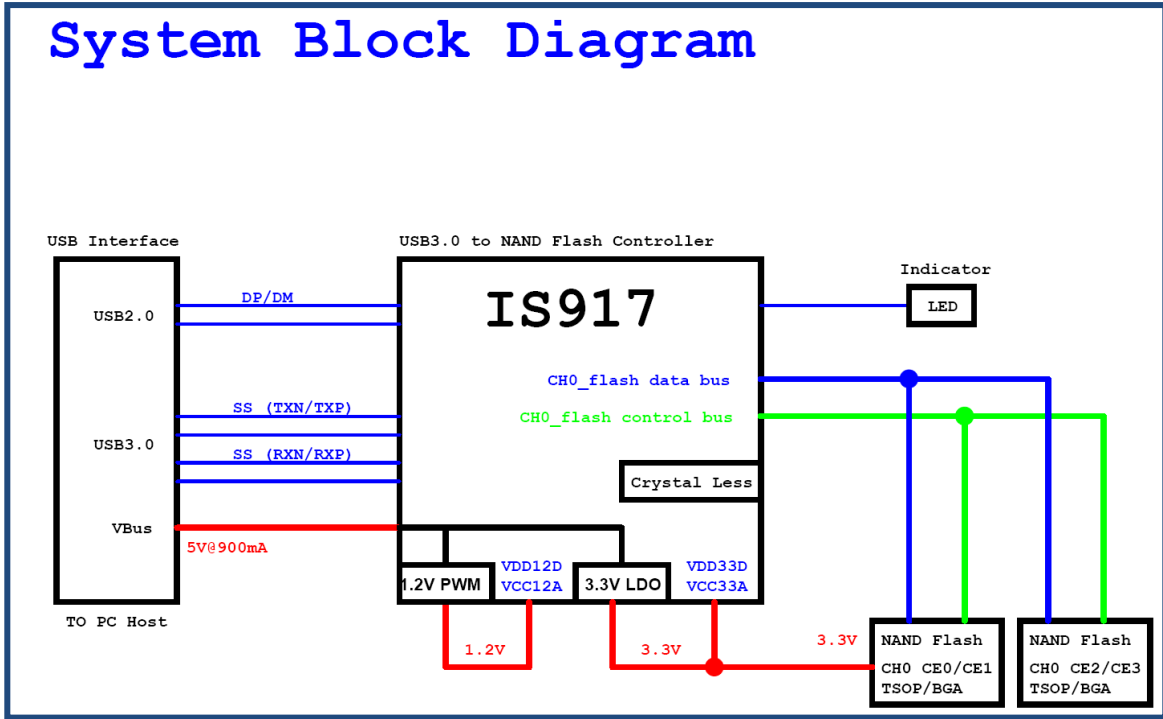 System Block Diagram
USB Interface
USB3.0 to NAND Flash Controller
Indicator
LED
USB2.0
DP/DM
IS917
CH0_flash data bus
CH0_flash control bus
SS (TXN/TXP)
USB3.0
SS (RXN/RXP)
Crystal Less
VBus
5V@900mA
1.2V PWM
VDD12D
VCC12A
3.3V LDO
VDD33D
VCC33A
TO PC Host
1.2V
3.3V
3.3V
NAND Flash
CH0 CE0/CE1
TSOP/BGA
NAND Flash
CH0 CE2/CE3
TSOP/BGA